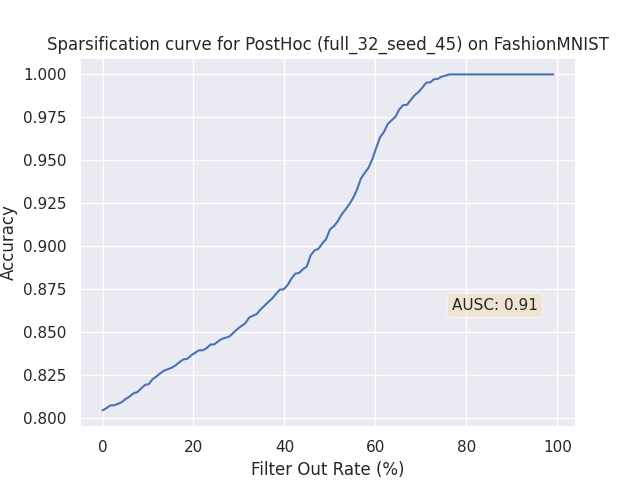 Sparsification curve for PostHoc (full_32_seed_45) on FashionMNIST
1.000
0.975
0.950
0.925
0.900
0.875
0.850
0.825
0.800
Accuracy
AUSC: 0.91
0 20 40 60 80 100
Filter Out Rate (%)